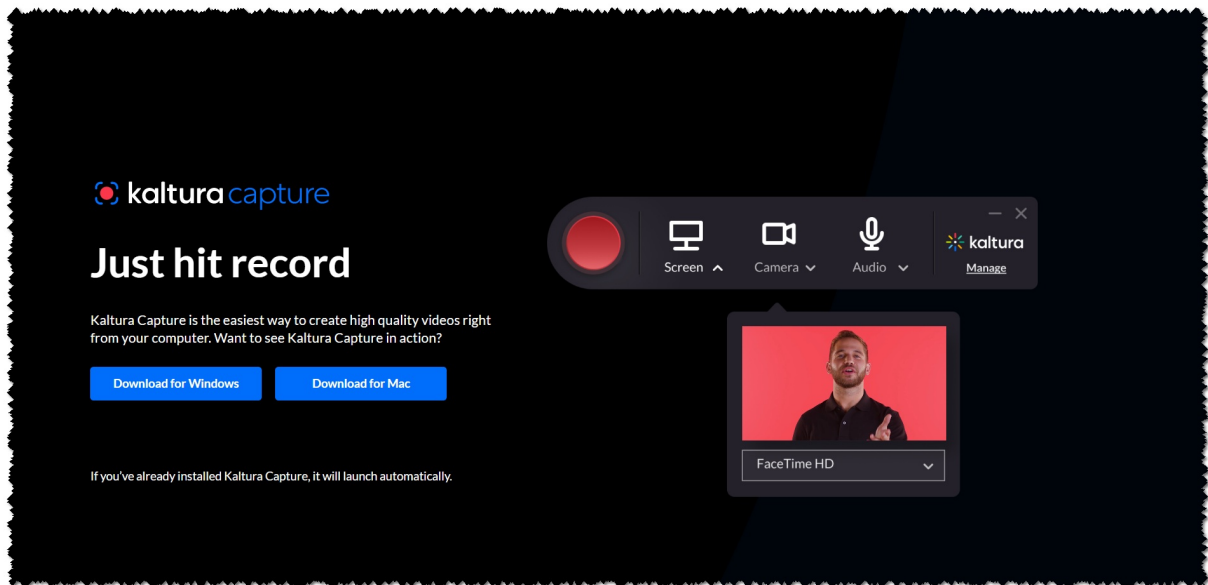 kaltura capture
Just hit record
Kaltura Capture is the easiest way to create high quality videos right
from your computer. Want to see Kaltura Capture in action?
Download for Windows
Download for Mac
If you've already installed Kaltura Capture, it will launch automatically.
Screen
Camera
Audio
kaltura
Manage
FaceTime HD